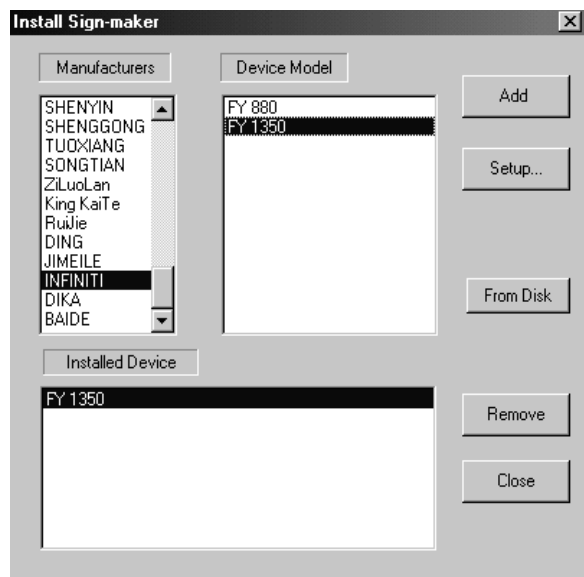 Install Sign-maker
Manufacturers
Device Model
Add
SHENYIN
SHENGGONG
TUOXIANG
SONGTIAN
ZiLuoLan
King KaiTe
RuiJie
DING
JIMEILE
INFINITI
DIKA
BAIDE
FY 880
FY 1350
Setup...
From Disk
Installed Device
FY 1350
Remove
Close